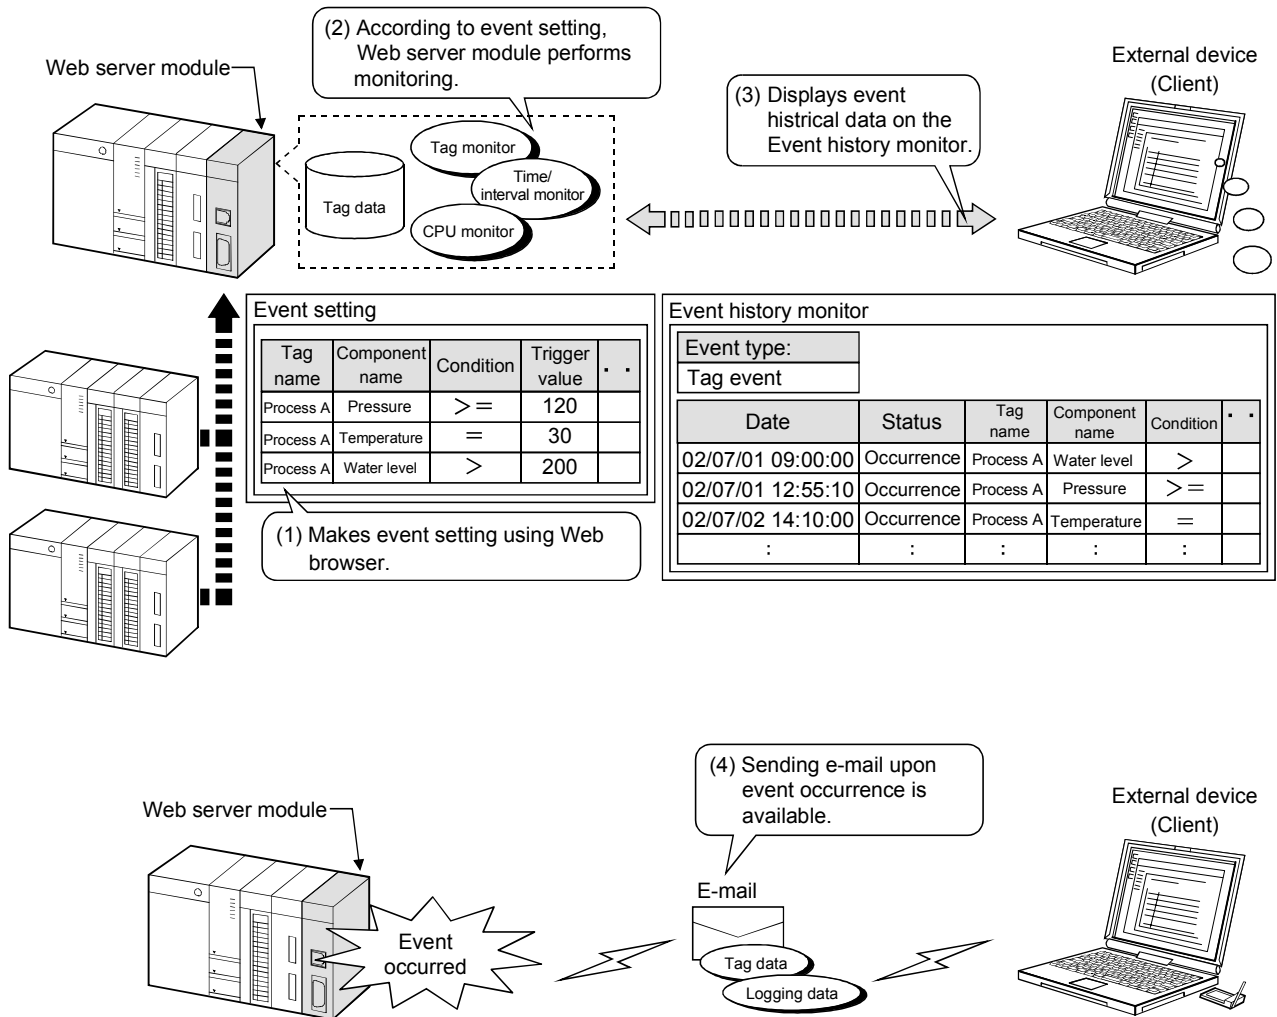 (2) According to event setting,
Web server module performs
monitoring.
Web server module
External device
(Client)
(3) Displays event
histrical data on the
Event history monitor.
Tag monitor
Time/
interval monitor
Tag data
CPU monitor
Event setting
Tag name Component name Condition Trigger value . .
Process A Pressure >= 120
Process A Temperature = 30
Process A Water level > 200
(1) Makes event setting using Web
browser.
Event history monitor
Event type:
Tag event
Date Status Tag name Component name Condition . .
02/07/01 09:00:00 Occurrence Process A Water level >
02/07/01 12:55:10 Occurrence Process A Pressure >=
02/07/02 14:10:00 Occurrence Process A Temperature =
: : : : :
(4) Sending e-mail upon
event occurrence is
available.
Web server module
External device
(Client)
E-mail
Event
occurred
Tag data
Logging data